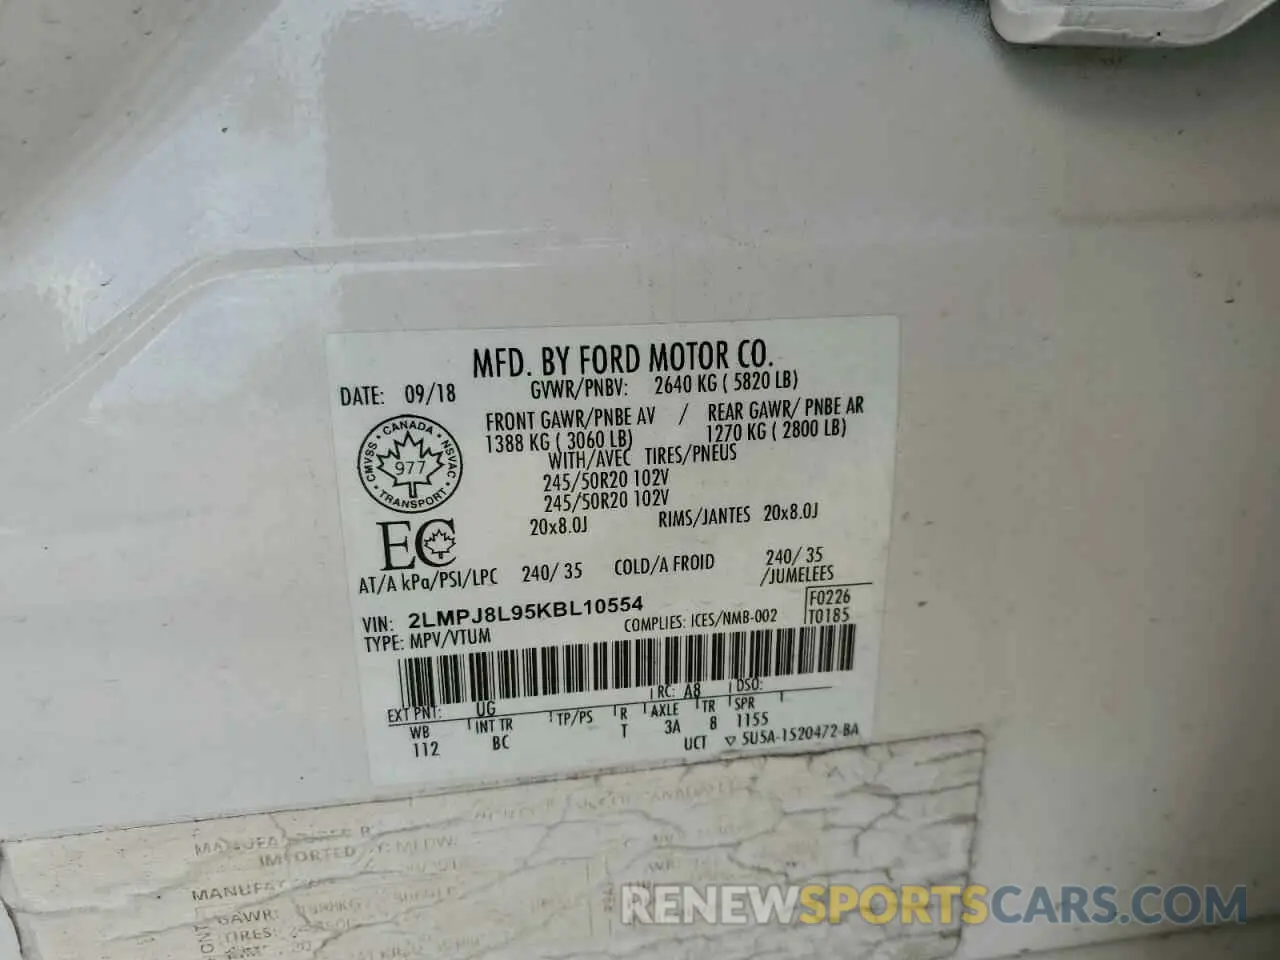 MFD. BY FORD MOTOR CO.
DATE: 09/18
GVWR/PNBV: 2640 KG ( 5820 LB)
FRONT GAWR/PNBE AV / REAR GAWR/ PNBE AR
1388 KG ( 3060 LB) 1270 KG ( 2800 LB)
WITH/AVEC TIRES/PNEUS
245/50R20 102V
245/50R20 102V
20x8.0J RIMS/JANTES 20x8.0J
CANADA
CMVSS NSVAC
977
TRANSPORT
EC
AT/A kPa/PSI/LPC 240/ 35 COLD/A FROID 240/ 35
/JUMELEES
VIN: 2LMPJ8L95KBL10554
F0226
TYPE: MPV/VTUM COMPLIES: ICES/NMB-002 T0185
EXT PNT: UG RC: A8 DSO:
WB INT TR TP/PS R AXLE TR SPR
112 BC T 3A 8 1155
UCT ▽ 5U5A-1520472-BA
IMPORTED
MANUFA
GAWR:
TIRES:
RENEWSPORTSCARS.COM